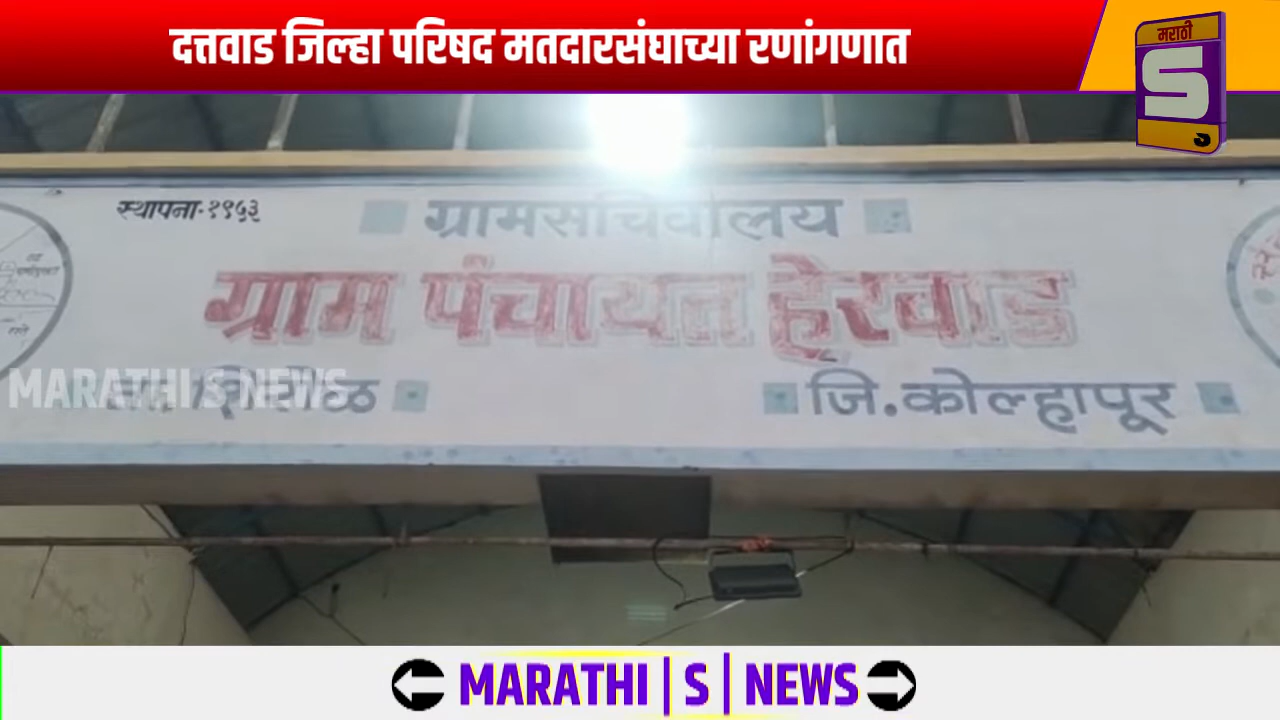 दत्तवाड जिल्हा परिषद मतदारसंघाच्या रणांगणात
मराठी
S
स्थापना-१९५३
ग्रामसचिवालय
ग्राम पंचायत हेरवाड
MARATHI S NEWS
जि.कोल्हापूर
MARATHI | S | NEWS